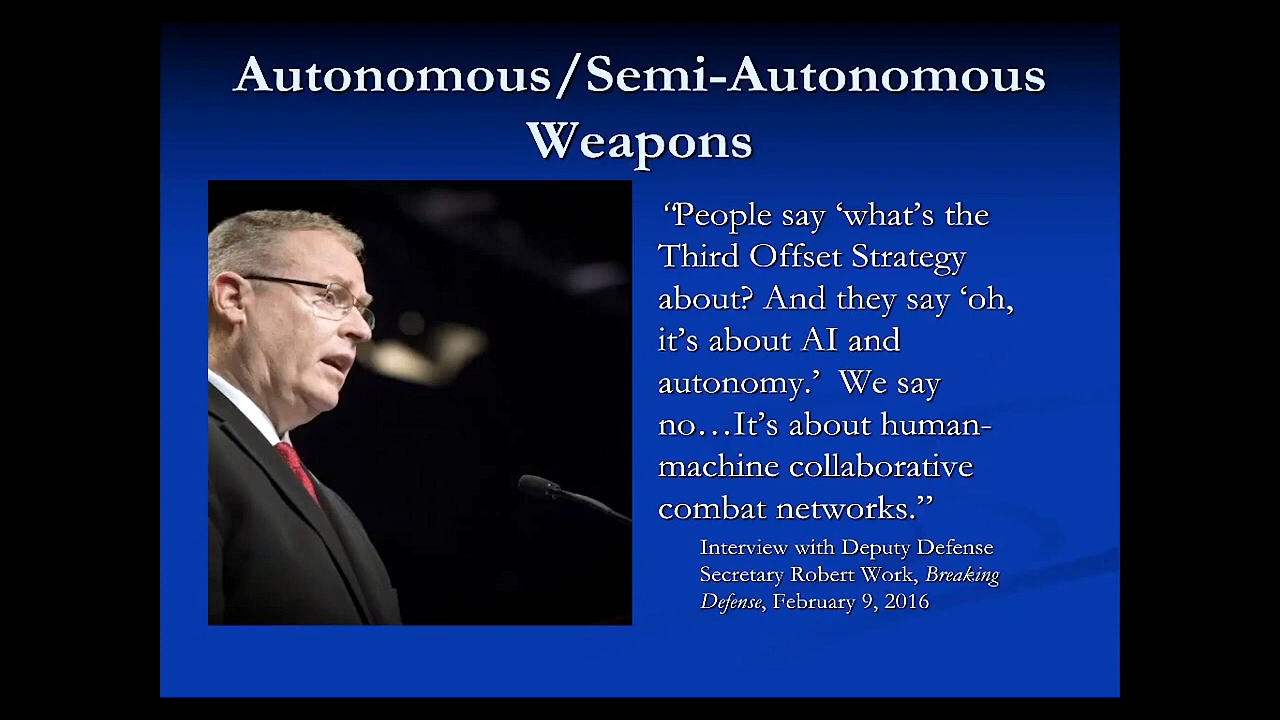 Autonomous/Semi-Autonomous
Weapons
“People say ‘what’s the
Third Offset Strategy
about? And they say ‘oh,
it’s about AI and
autonomy.’ We say
no…It’s about human-
machine collaborative
combat networks.”
Interview with Deputy Defense
Secretary Robert Work, Breaking
Defense, February 9, 2016